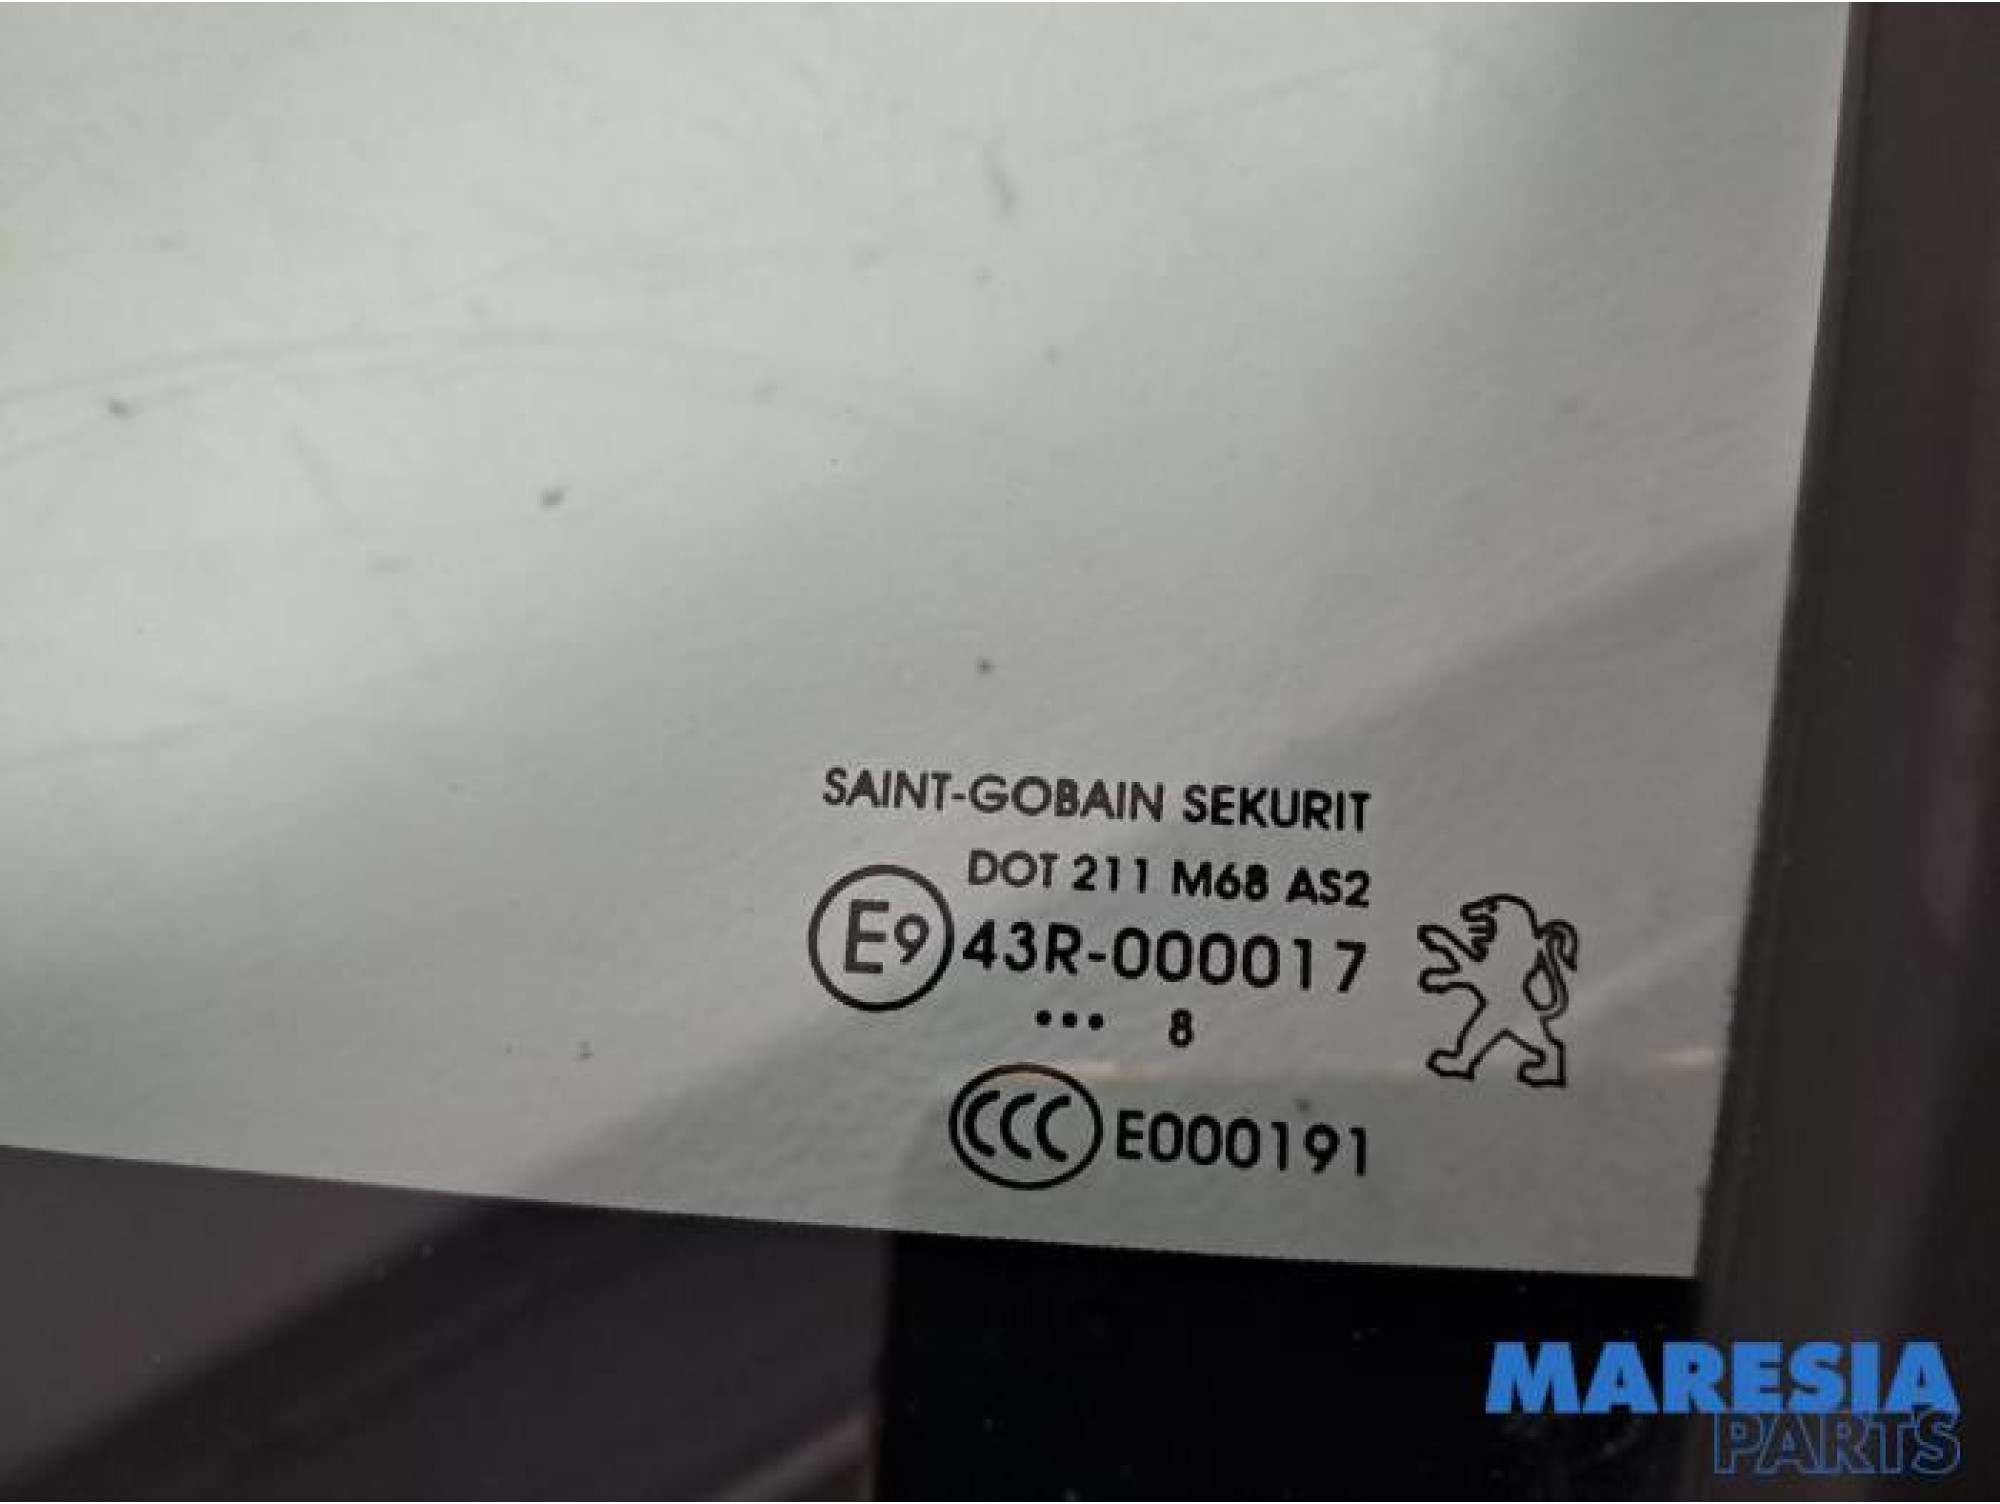 SAINT-GOBAIN SEKURIT
DOT 211 M68 AS2
E9 43R-000017
••• 8
CCC E000191
MARESIA
PARTS